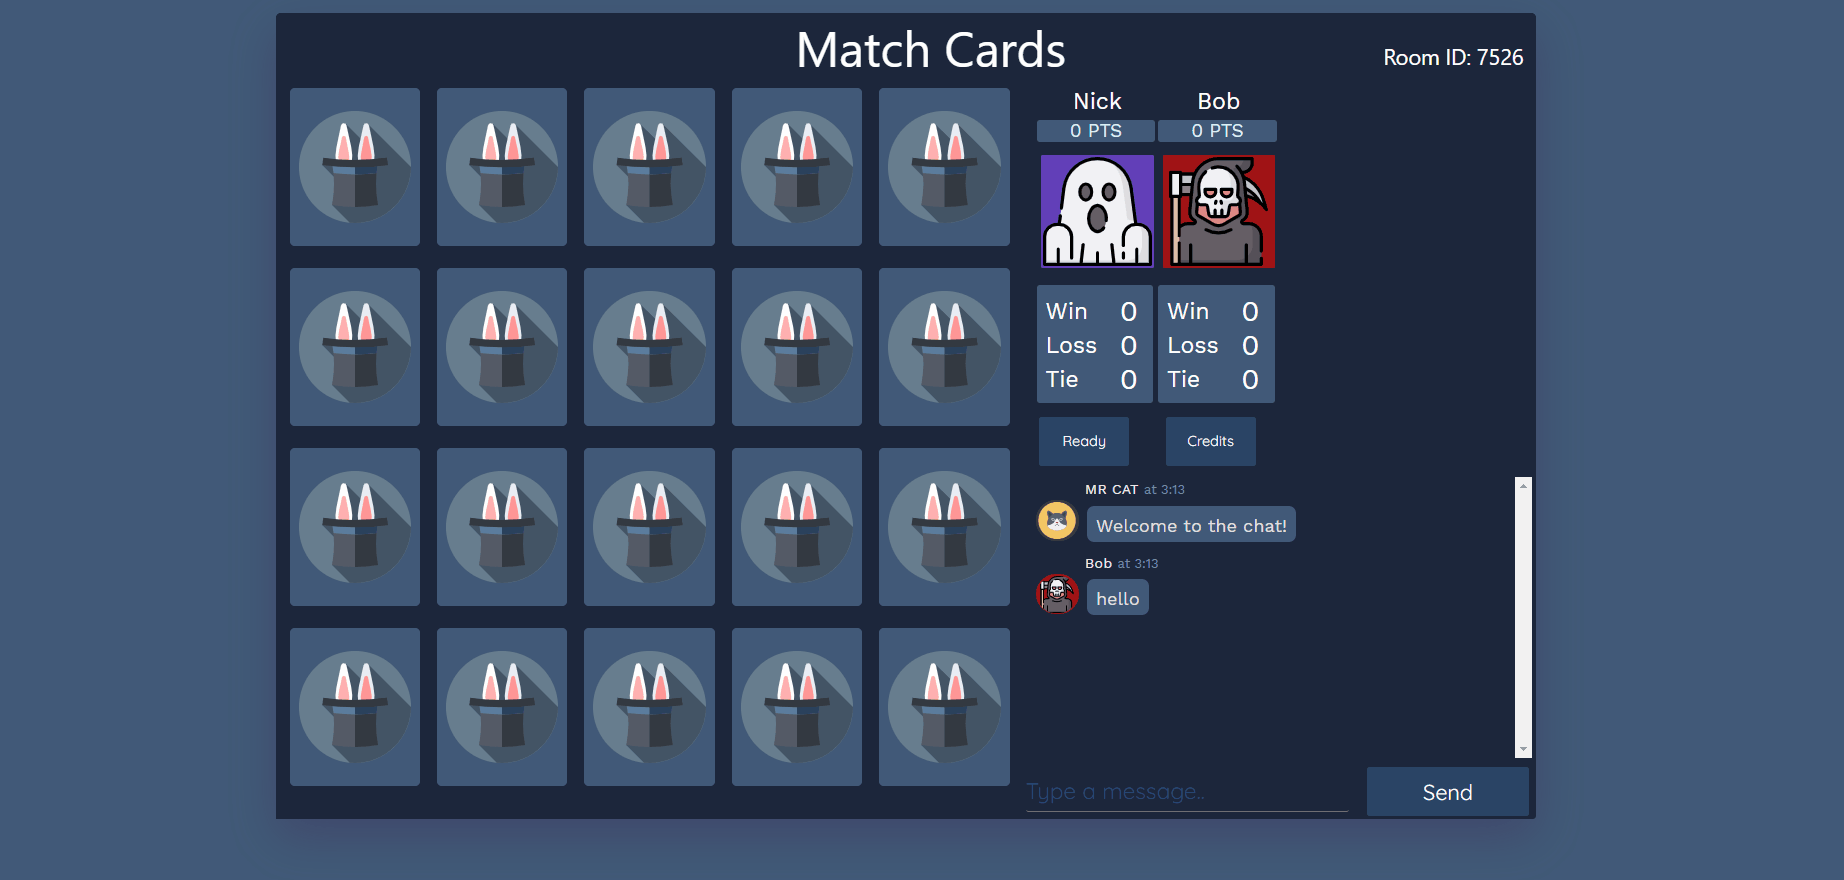 Match Cards
Room ID: 7526
Nick Bob
0 PTS 0 PTS
Win 0 Win 0
Loss 0 Loss 0
Tie 0 Tie 0
Ready Credits
MR CAT at 3:13
Welcome to the chat!
Bob at 3:13
hello
Type a message..
Send